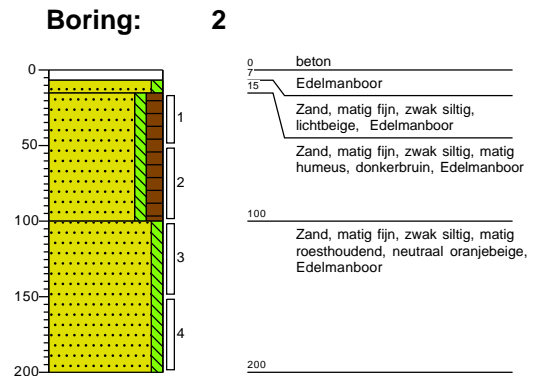 Boring: 2
0
50
100
150
200
1
2
3
4
0
beton
7
Edelmanboor
15
Zand, matig fijn, zwak siltig,
lichtbeige, Edelmanboor
Zand, matig fijn, zwak siltig, matig
humeus, donkerbruin, Edelmanboor
100
Zand, matig fijn, zwak siltig, matig
roesthoudend, neutraal oranjebeige,
Edelmanboor
200